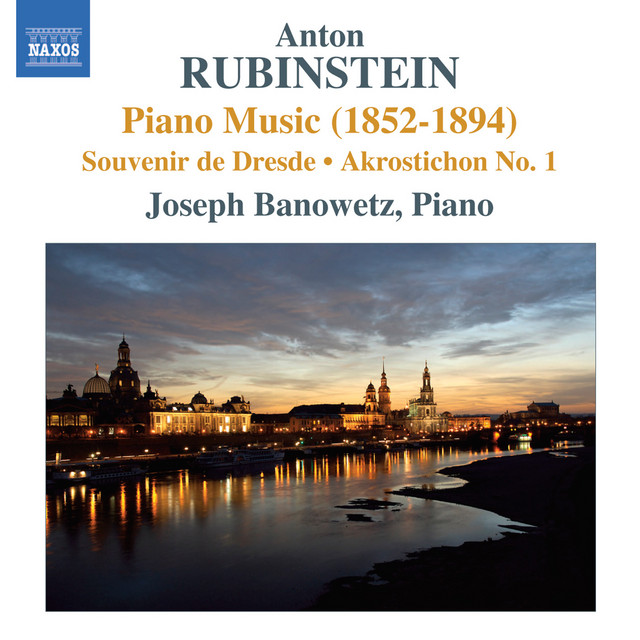 NAXOS
Anton
RUBINSTEIN
Piano Music (1852-1894)
Souvenir de Dresde • Akrostichon No. 1
Joseph Banowetz, Piano